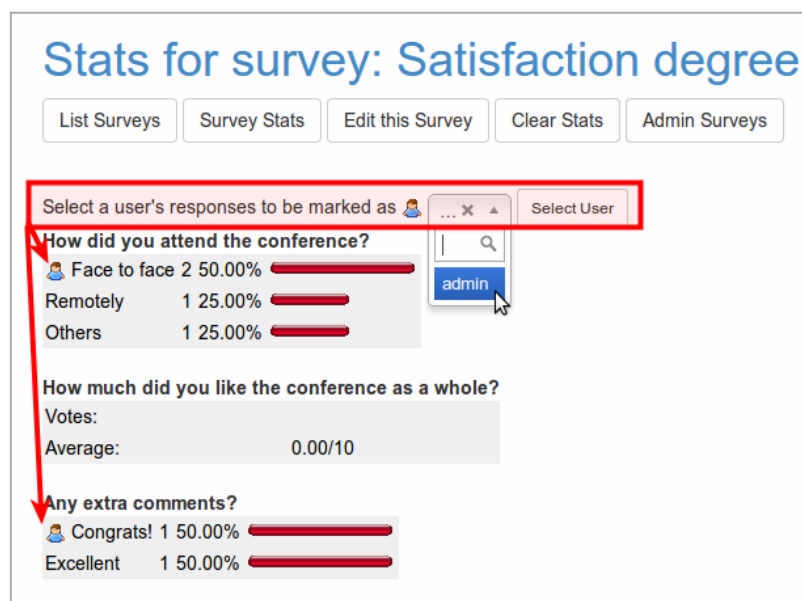 Stats for survey: Satisfaction degree
List Surveys Survey Stats Edit this Survey Clear Stats Admin Surveys
Select a user's responses to be marked as ... Select User
How did you attend the conference?
Face to face 2 50.00%
admin
Remotely 1 25.00%
Others 1 25.00%
How much did you like the conference as a whole?
Votes:
Average: 0.00/10
Any extra comments?
Congrats! 1 50.00%
Excellent 1 50.00%